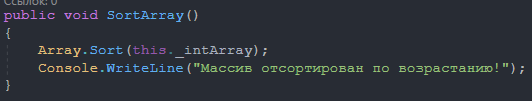 Ссылок: 0
public void SortArray()
{
Array.Sort(this._intArray);
Console.WriteLine("Массив отсортирован по возрастанию!");
}